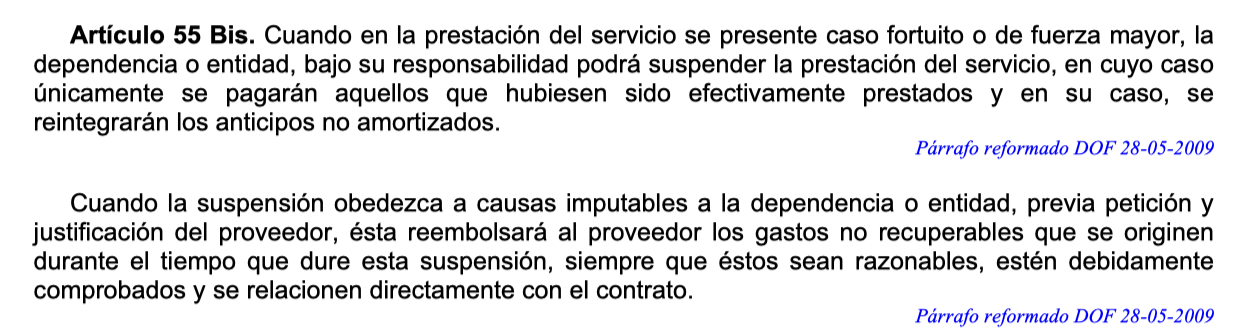 Artículo 55 Bis. Cuando en la prestación del servicio se presente caso fortuito o de fuerza mayor, la
dependencia o entidad, bajo su responsabilidad podrá suspender la prestación del servicio, en cuyo caso
únicamente se pagarán aquellos que hubiesen sido efectivamente prestados y en su caso, se
reintegrarán los anticipos no amortizados.
Párrafo reformado DOF 28-05-2009
Cuando la suspensión obedezca a causas imputables a la dependencia o entidad, previa petición y
justificación del proveedor, ésta reembolsará al proveedor los gastos no recuperables que se originen
durante el tiempo que dure esta suspensión, siempre que éstos sean razonables, estén debidamente
comprobados y se relacionen directamente con el contrato.
Párrafo reformado DOF 28-05-2009